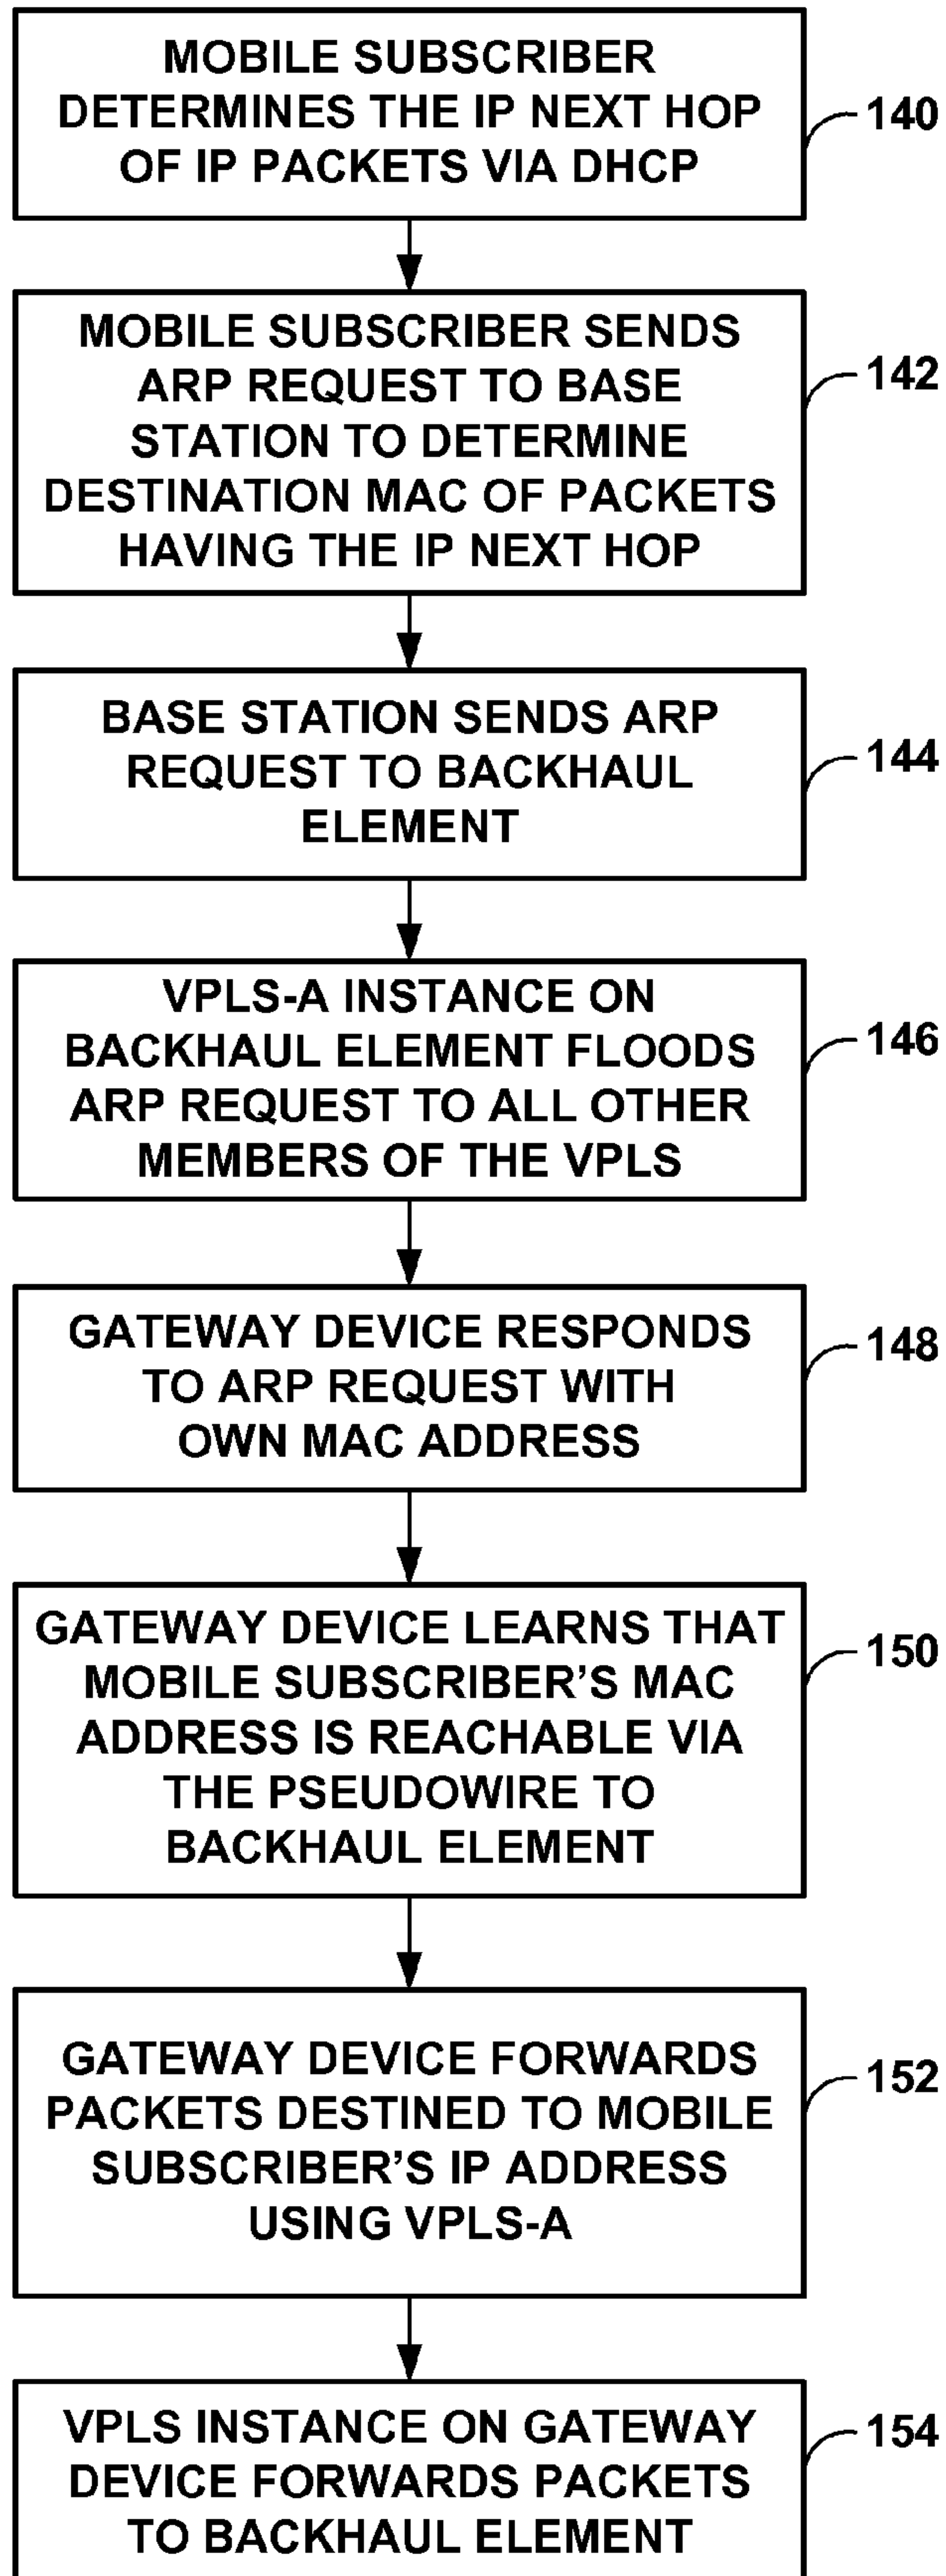 MOBILE SUBSCRIBER
DETERMINES THE IP NEXT HOP
OF IP PACKETS VIA DHCP
140
MOBILE SUBSCRIBER SENDS
ARP REQUEST TO BASE
STATION TO DETERMINE
DESTINATION MAC OF PACKETS
HAVING THE IP NEXT HOP
142
BASE STATION SENDS ARP
REQUEST TO BACKHAUL
ELEMENT
144
VPLS-A INSTANCE ON
BACKHAUL ELEMENT FLOODS
ARP REQUEST TO ALL OTHER
MEMBERS OF THE VPLS
146
GATEWAY DEVICE RESPONDS
TO ARP REQUEST WITH
OWN MAC ADDRESS
148
GATEWAY DEVICE LEARNS THAT
MOBILE SUBSCRIBER'S MAC
ADDRESS IS REACHABLE VIA
THE PSEUDOWIRE TO
BACKHAUL ELEMENT
150
GATEWAY DEVICE FORWARDS
PACKETS DESTINED TO MOBILE
SUBSCRIBER'S IP ADDRESS
USING VPLS-A
152
VPLS INSTANCE ON GATEWAY
DEVICE FORWARDS PACKETS
TO BACKHAUL ELEMENT
154